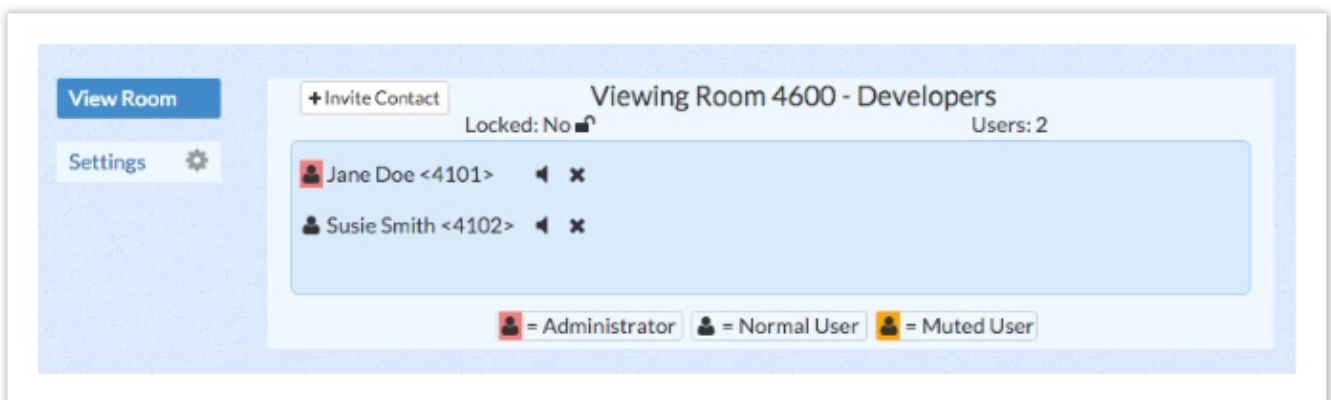 View Room
Settings
+Invite Contact
Viewing Room 4600 - Developers
Locked: No
Users: 2
Jane Doe <4101>
Susie Smith <4102>
= Administrator
= Normal User
= Muted User